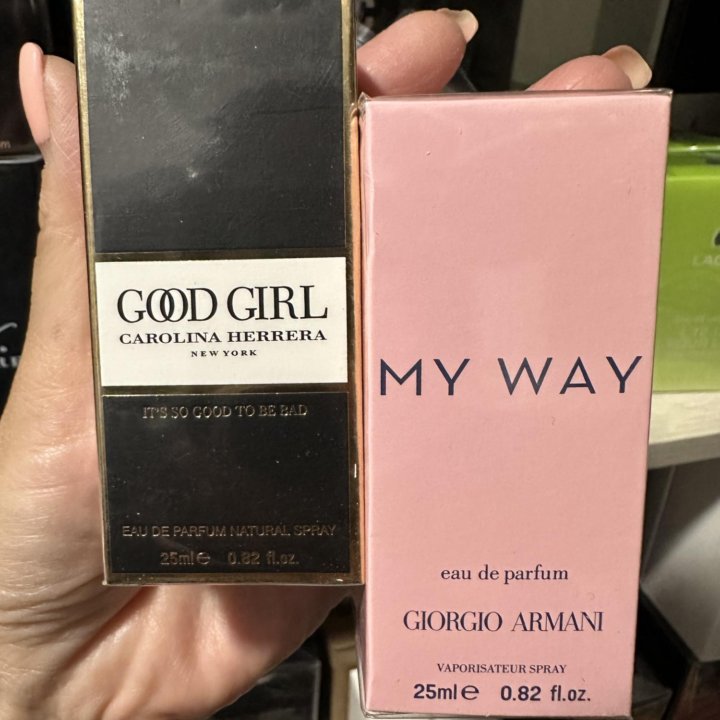 GOOD GIRL
CAROLINA HERRERA
NEW YORK
IT'S SO GOOD TO BE BAD
EAU DE PARFUM NATURAL SPRAY
25ml e 0.82 fl.oz.
MY WAY
eau de parfum
GIORGIO ARMANI
VAPORISATEUR SPRAY
25ml e 0.82 fl.oz.